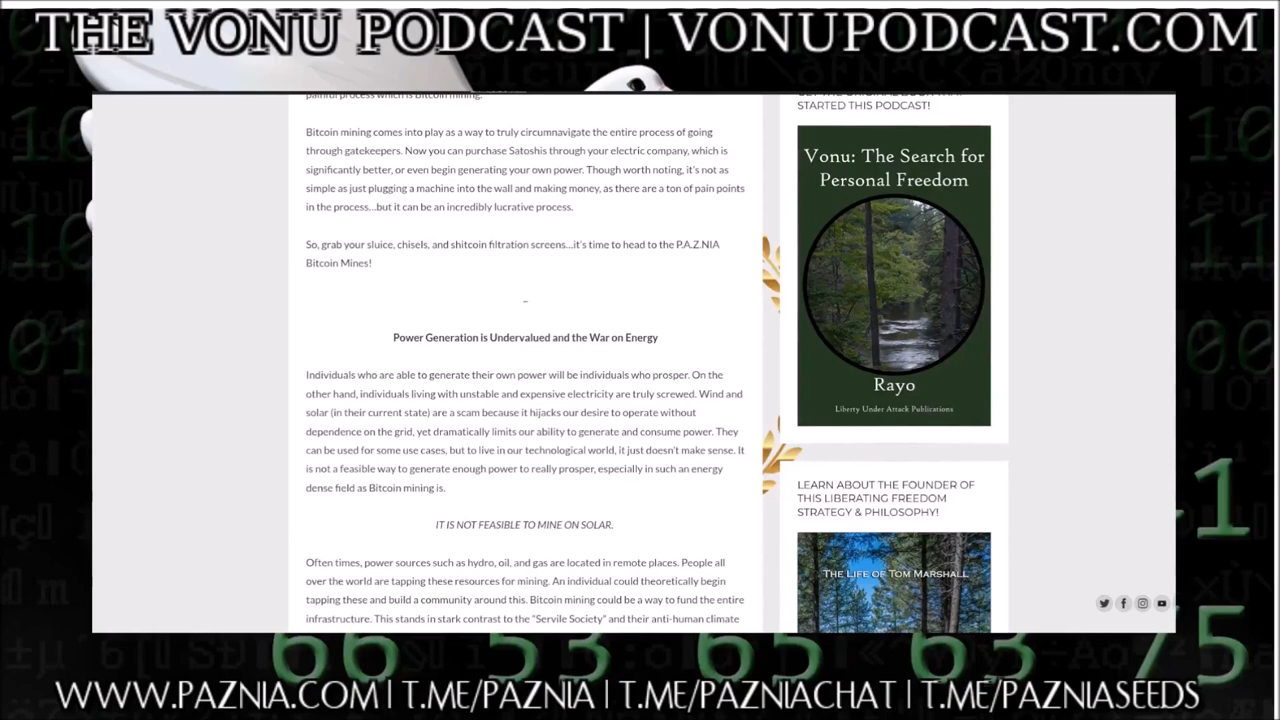 THE VONU PODCAST | VONUPODCAST.COM
painful process which is Bitcoin mining.
Bitcoin mining comes into play as a way to truly circumnavigate the entire process of going
through gatekeepers. Now you can purchase Satoshis through your electric company, which is
significantly better, or even begin generating your own power. Though worth noting, it's not as
simple as just plugging a machine into the wall and making money, as there are a ton of pain points
in the process…but it can be an incredibly lucrative process.
So, grab your sluice, chisels, and shitcoin filtration screens…it's time to head to the P.A.Z.NIA
Bitcoin Mines!
–
Power Generation is Undervalued and the War on Energy
Individuals who are able to generate their own power will be individuals who prosper. On the
other hand, individuals living with unstable and expensive electricity are truly screwed. Wind and
solar (in their current state) are a scam because it hijacks our desire to operate without
dependence on the grid, yet dramatically limits our ability to generate and consume power. They
can be used for some use cases, but to live in our technological world, it just doesn't make sense. It
is not a feasible way to generate enough power to really prosper, especially in such an energy
dense field as Bitcoin mining is.
IT IS NOT FEASIBLE TO MINE ON SOLAR.
Often times, power sources such as hydro, oil, and gas are located in remote places. People all
over the world are tapping these resources for mining. An individual could theoretically begin
tapping these and build a community around this. Bitcoin mining could be a way to fund the entire
infrastructure. This stands in stark contrast to the "Servile Society" and their anti-human climate
STARTED THIS PODCAST!
Vonu: The Search for
Personal Freedom
Rayo
Liberty Under Attack Publications
LEARN ABOUT THE FOUNDER OF
THIS LIBERATING FREEDOM
STRATEGY & PHILOSOPHY!
THE LIFE OF TOM MARSHALL
66 53 63 75
WWW.PAZNIA.COM | T.ME/PAZNIA | T.ME/PAZNIACHAT | T.ME/PAZNIASEEDS